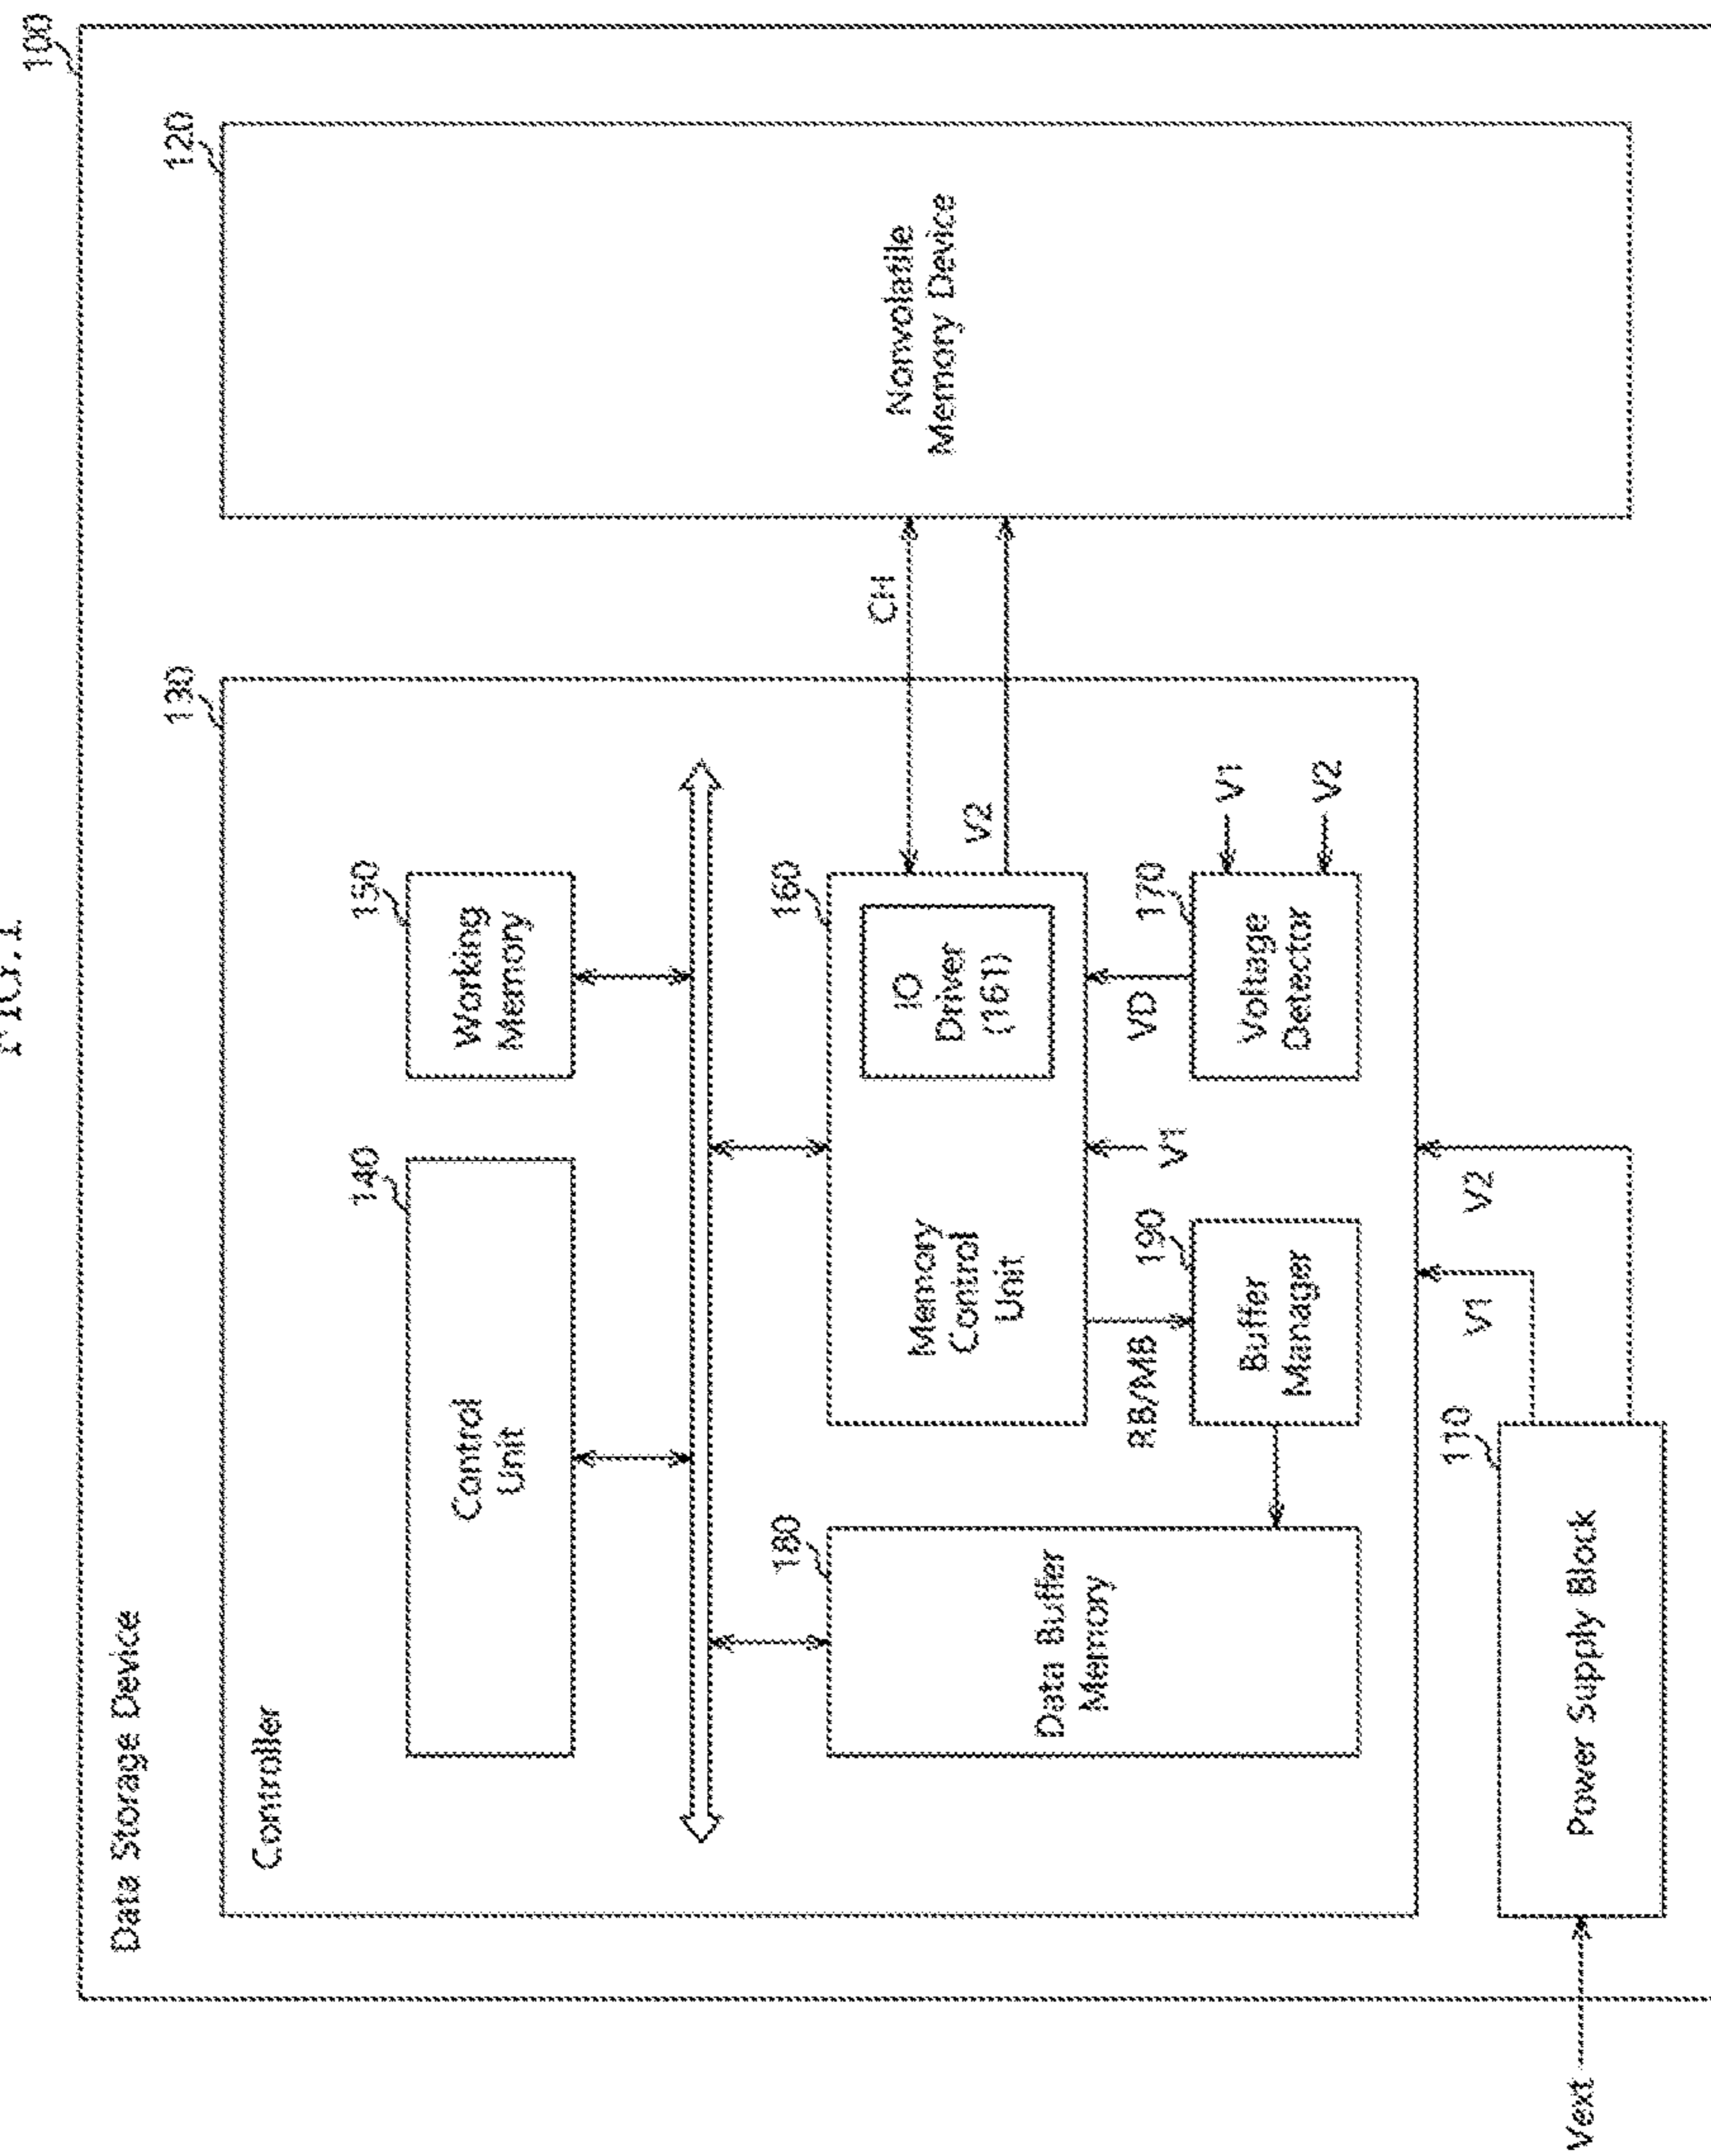 FIG.1
100
Data Storage Device
130
120
Controller
140
150
Control
Unit
Working
Memory
Nonvolatile
Memory Device
180
160
CH
Data Buffer
Memory
Memory
Control
Unit
IO
Driver
(161)
V2
RB/MB
V1
VD
190
170
Buffer
Manager
Voltage
Detector
V1
V2
110
V1
V2
Vext
Power Supply Block